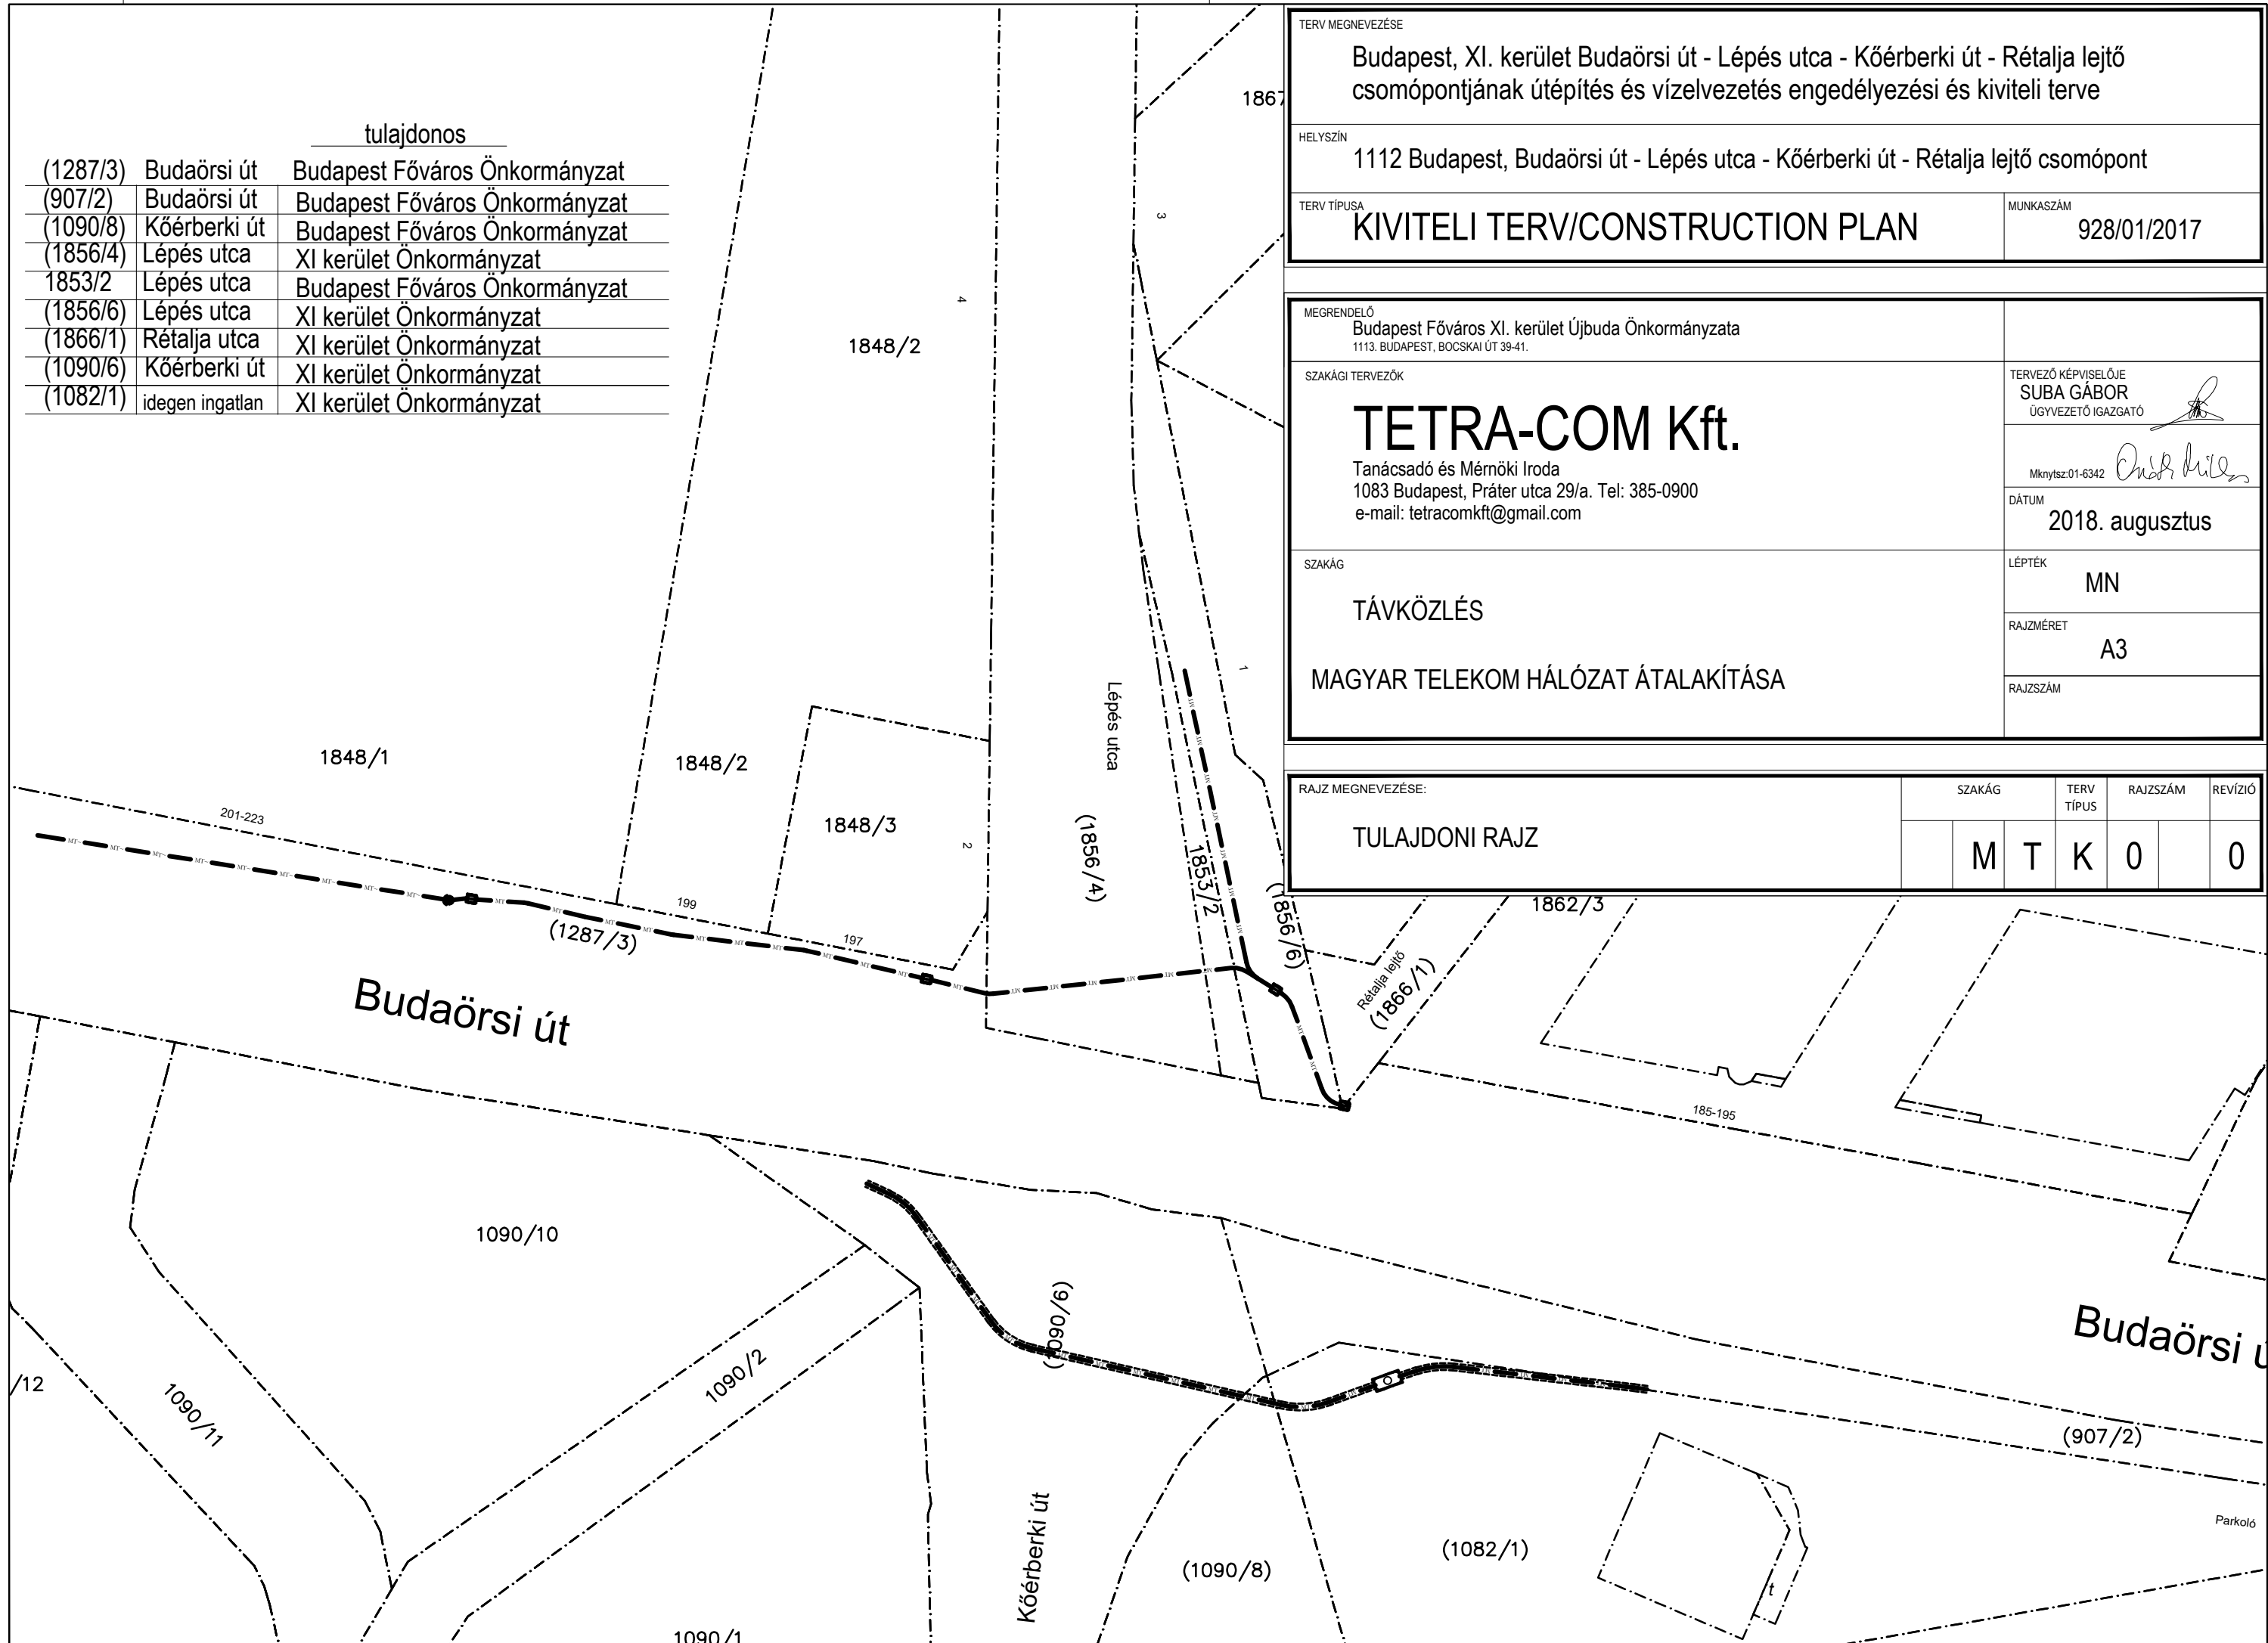 tulajdonos
(1287/3) Budaörsi út Budapest Főváros Önkormányzat
(907/2) Budaörsi út Budapest Főváros Önkormányzat
(1090/8) Kőérberki út Budapest Főváros Önkormányzat
(1856/4) Lépés utca XI kerület Önkormányzat
1853/2 Lépés utca Budapest Főváros Önkormányzat
(1856/6) Lépés utca XI kerület Önkormányzat
(1866/1) Rétalja utca XI kerület Önkormányzat
(1090/6) Kőérberki út XI kerület Önkormányzat
(1082/1) idegen ingatlan XI kerület Önkormányzat
TERV MEGNEVEZÉSE
Budapest, XI. kerület Budaörsi út - Lépés utca - Kőérberki út - Rétalja lejtő
csomópontjának útépítés és vízelvezetés engedélyezési és kiviteli terve
HELYSZÍN
1112 Budapest, Budaörsi út - Lépés utca - Kőérberki út - Rétalja lejtő csomópont
TERV TÍPUSA
KIVITELI TERV/CONSTRUCTION PLAN
MUNKASZÁM
928/01/2017
MEGRENDELŐ
Budapest Főváros XI. kerület Újbuda Önkormányzata
1113. BUDAPEST, BOCSKAI ÚT 39-41.
SZAKÁGI TERVEZŐK
TETRA-COM Kft.
Tanácsadó és Mérnöki Iroda
1083 Budapest, Práter utca 29/a. Tel: 385-0900
e-mail: tetracomkft@gmail.com
TERVEZŐ KÉPVISELŐJE
SUBA GÁBOR
ÜGYVEZETŐ IGAZGATÓ
Mknytsz:01-6342
DÁTUM
2018. augusztus
SZAKÁG
TÁVKÖZLÉS
MAGYAR TELEKOM HÁLÓZAT ÁTALAKÍTÁSA
LÉPTÉK
MN
RAJZMÉRET
A3
RAJZSZÁM
RAJZ MEGNEVEZÉSE:
TULAJDONI RAJZ
SZAKÁG TERV TÍPUS RAJZSZÁM REVÍZIÓ
M T K 0 0
1867
3
4
1848/2
1
Lépés utca
1848/1
1848/2
1848/3
2
201-223
199
197
(1287/3)
(1856/4)
1853/2
(1856/6)
1862/3
Rétalja lejtő
(1866/1)
Budaörsi út
185-195
1090/10
(1090/6)
1090/2
1090/11
/12
Budaörsi ú
(907/2)
Parkoló
Kőérberki út
(1090/8)
(1082/1)
t
1090/1